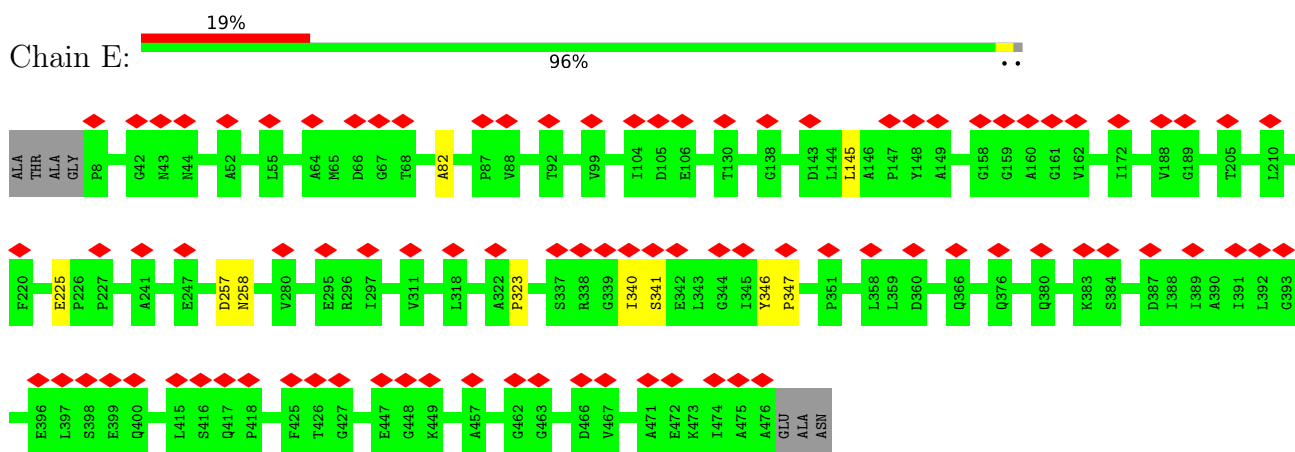 19%
Chain E:
96%
ALA THR ALA GLY P8 G42 N43 N44 A52 L55 A64 M65 D66 G67 T68 A82 P87 V88 T92 V99 I104 D105 E106 T130 G138 D143 L144 L145 A146 P147 Y148 A149 G158 G159 A160 G161 V162 I172 V188 G189 T205 L210
F220 E225 P226 P227 A241 E247 D257 N258 V280 E295 R296 I297 V311 L318 A322 P323 S337 R338 G339 I340 S341 E342 L343 G344 I345 Y346 P347 P351 L358 L359 D360 Q366 Q376 Q380 K383 S384 D387 I388 I389 A390 I391 L392 G393
E396 L397 S398 E399 Q400 L415 S416 Q417 P418 F425 T426 G427 E447 G448 K449 A457 G462 G463 D466 V467 A471 E472 K473 I474 A475 A476 GLU ALA ASN